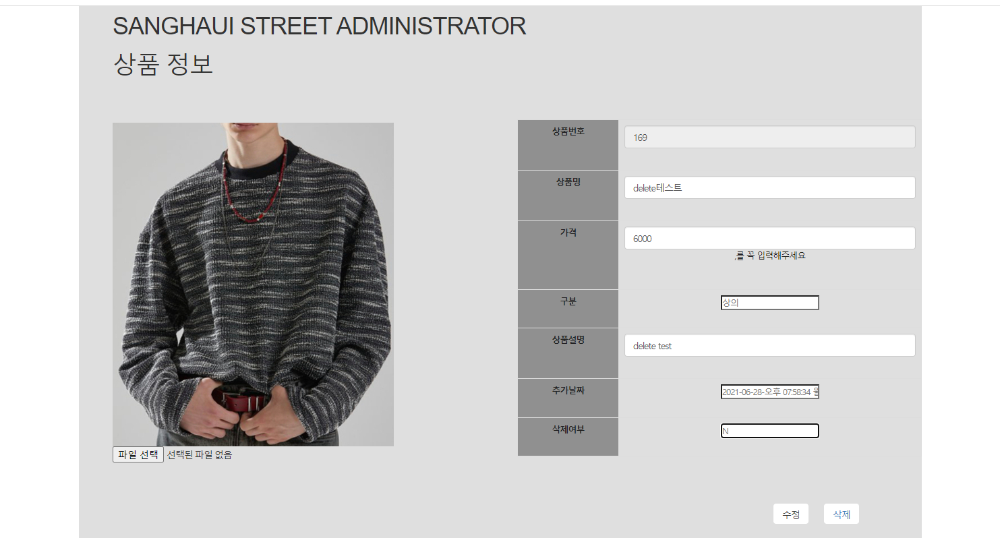 SANGHAUI STREET ADMINISTRATOR
상품 정보
상품번호
169
상품명
delete테스트
가격
6000
,를 꼭 입력해주세요
구분
상의
상품설명
delete test
추가날짜
2021-06-28-오후 07:58:34
삭제여부
N
파일 선택 선택된 파일 없음
수정 삭제